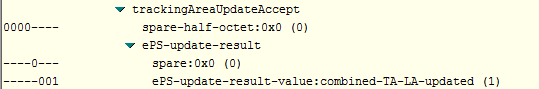 trackingAreaUpdateAccept
0000---- spare-half-octet:0x0 (0)
ePS-update-result
----0--- spare:0x0 (0)
-----001 ePS-update-result-value:combined-TA-LA-updated (1)